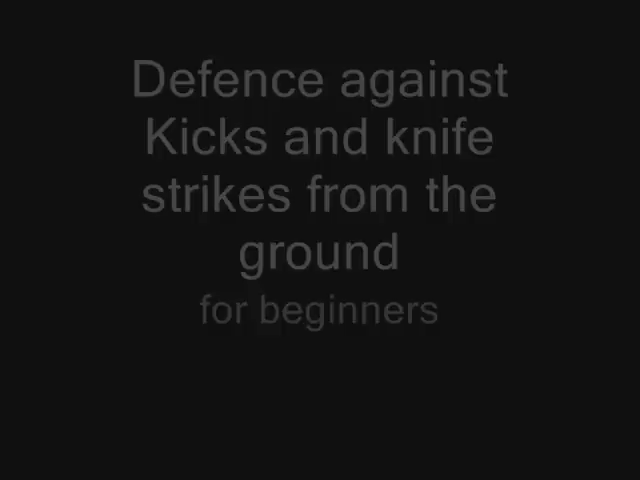 Defence against
Kicks and knife
strikes from the
ground
for beginners